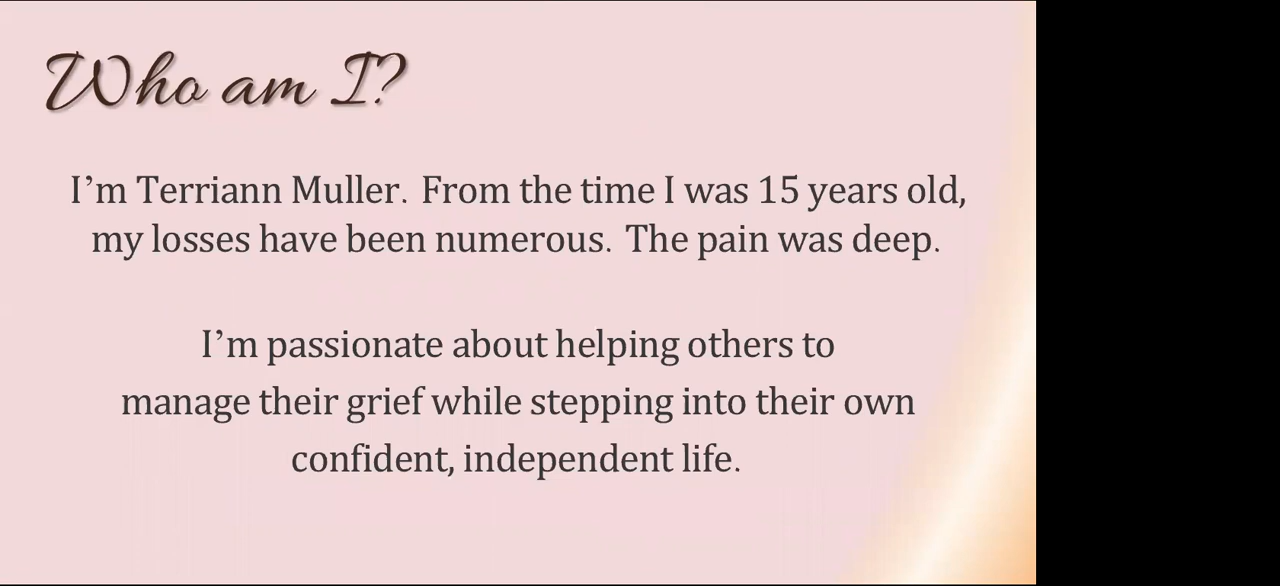 Who am I?
I’m Terriann Muller.  From the time I was 15 years old,
my losses have been numerous.  The pain was deep.
I’m passionate about helping others to
manage their grief while stepping into their own
confident, independent life.